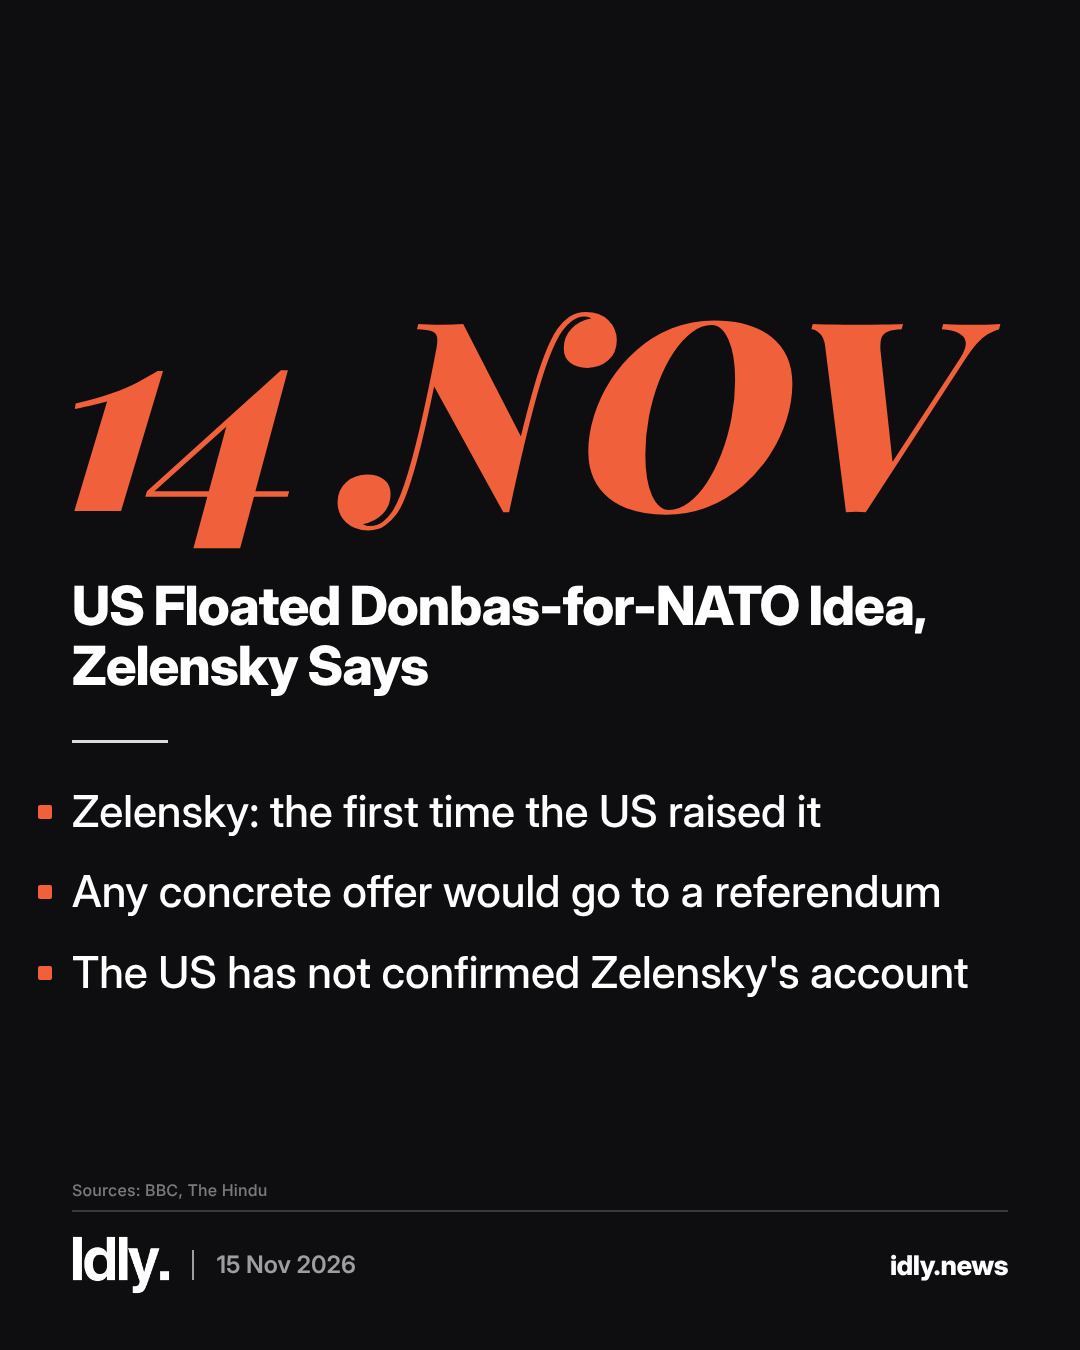 14 NOV
US Floated Donbas-for-NATO Idea,
Zelensky Says
Zelensky: the first time the US raised it
Any concrete offer would go to a referendum
The US has not confirmed Zelensky's account
Sources: BBC, The Hindu
Idly.
15 Nov 2026
idly.news